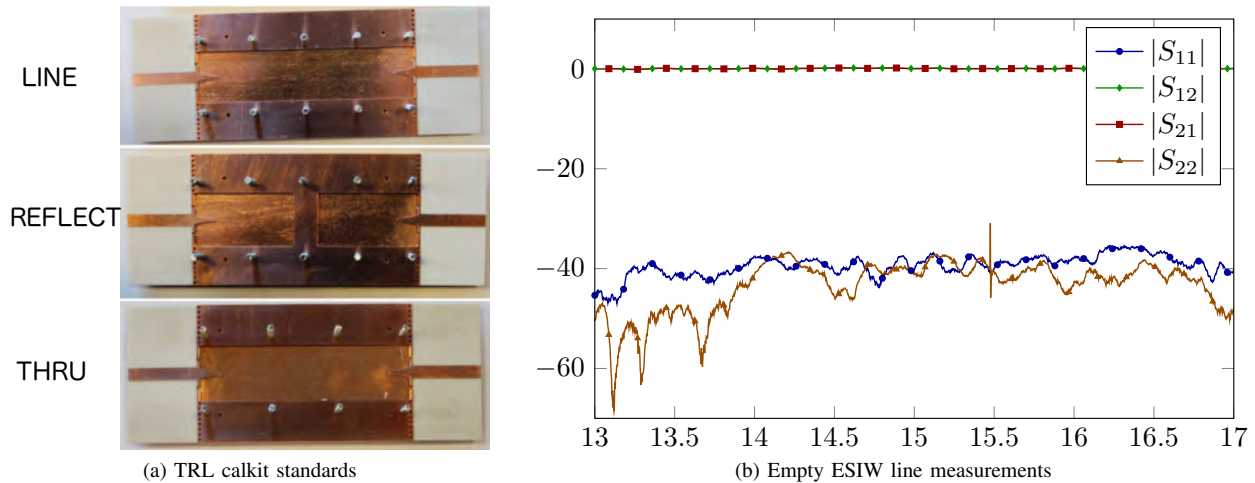 LINE
REFLECT
THRU
(a) TRL calkit standards
|S₁₁|
|S₁₂|
|S₂₁|
|S₂₂|
0
−20
−40
−60
13 13.5 14 14.5 15 15.5 16 16.5 17
(b) Empty ESIW line measurements